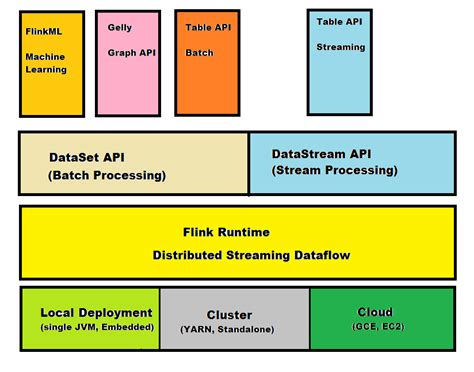 FlinkML
Machine
Learning
Gelly
Graph API
Table API
Batch
Table API
Streaming
DataSet API
(Batch Processing)
DataStream API
(Stream Processing)
Flink Runtime
Distributed Streaming Dataflow
Local Deployment
(single JVM, Embedded)
Cluster
(YARN, Standalone)
Cloud
(GCE, EC2)